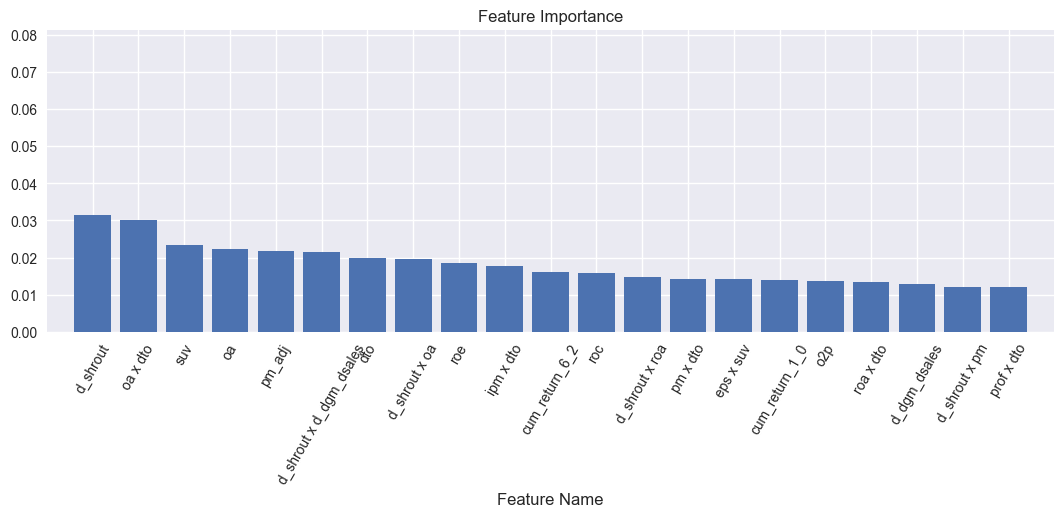 Feature Importance
0.08
0.07
0.06
0.05
0.04
0.03
0.02
0.01
0.00
d_shrout
oa x dto
suv
oa
pm_adj
d_shrout x d_dgm_dsales
dto
d_shrout x oa
roe
ipm x dto
cum_return_6_2
roc
d_shrout x roa
pm x dto
eps x suv
cum_return_1_0
o2p
roa x dto
d_dgm_dsales
d_shrout x pm
prof x dto
Feature Name